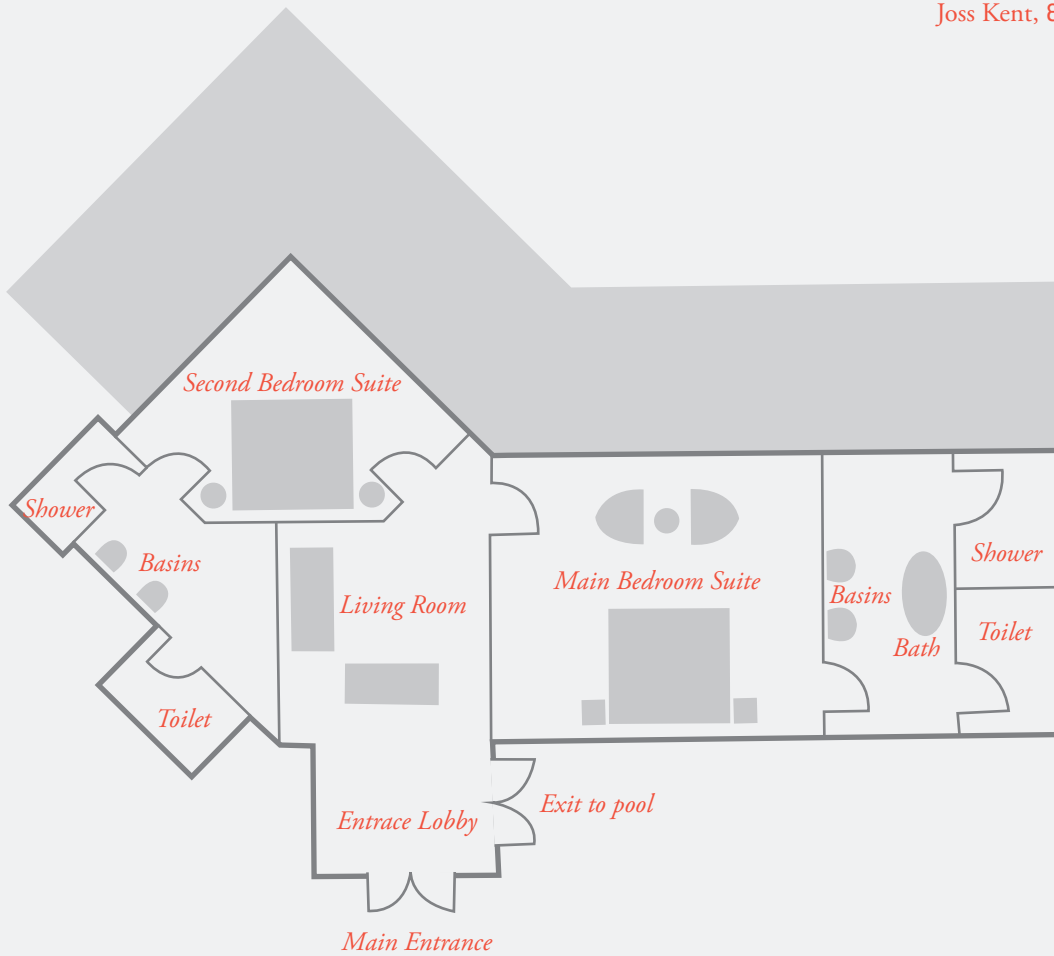 Joss Kent, 8
Second Bedroom Suite
Shower
Basins
Living Room
Main Bedroom Suite
Basins
Bath
Shower
Toilet
Toilet
Entrace Lobby
Exit to pool
Main Entrance